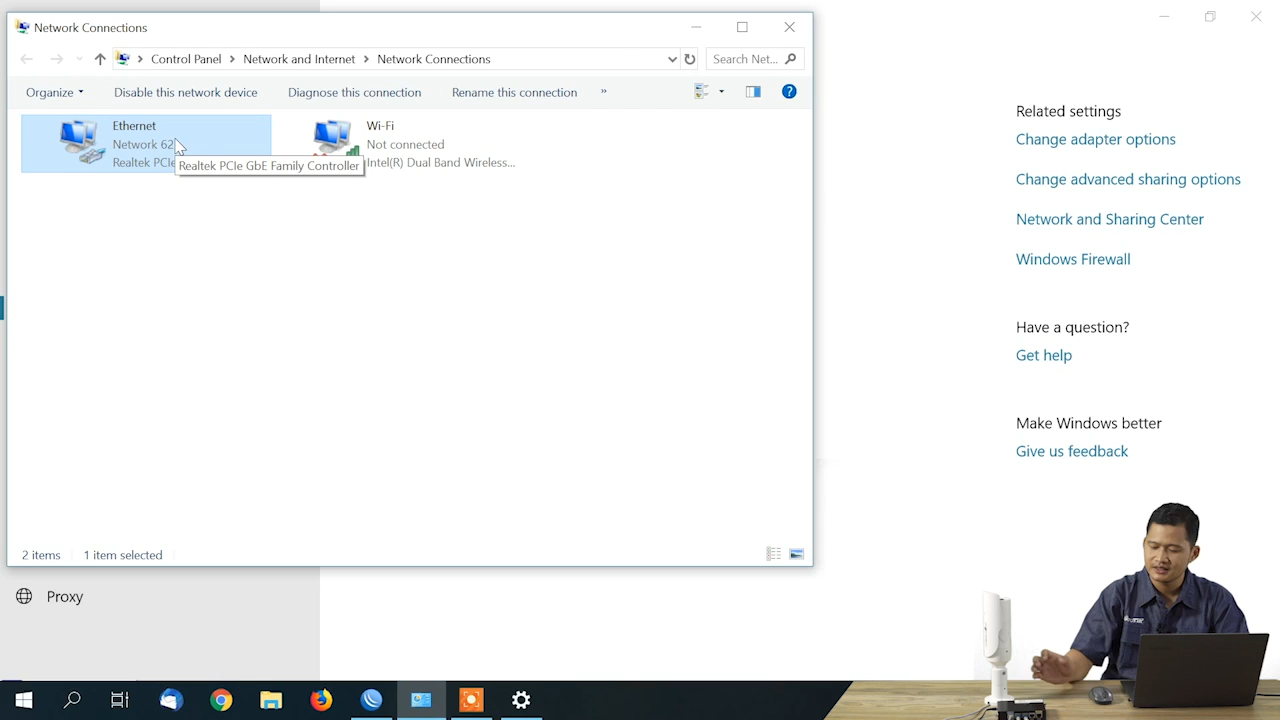 Network Connections
Control Panel
Network and Internet
Network Connections
Search Net...
Organize
Disable this network device
Diagnose this connection
Rename this connection
»
Ethernet
Network 62
Realtek PCIe
Realtek PCIe GbE Family Controller
Wi-Fi
Not connected
Intel(R) Dual Band Wireless...
2 items
1 item selected
Proxy
Related settings
Change adapter options
Change advanced sharing options
Network and Sharing Center
Windows Firewall
Have a question?
Get help
Make Windows better
Give us feedback